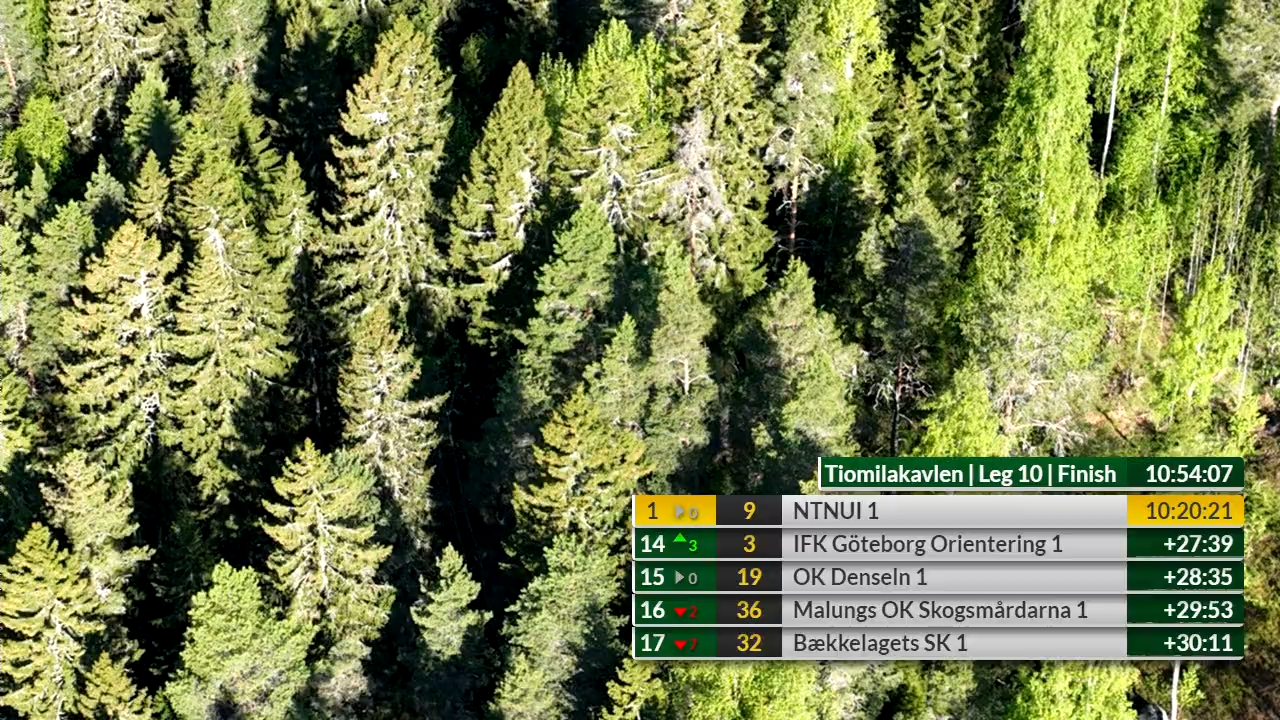 Tiomilakavlen | Leg 10 | Finish 10:54:07
1 0 9 NTNUI 1 10:20:21
14 3 3 IFK Göteborg Orientering 1 +27:39
15 0 19 OK Denseln 1 +28:35
16 2 36 Malungs OK Skogsmårdarna 1 +29:53
17 7 32 Bækkelagets SK 1 +30:11